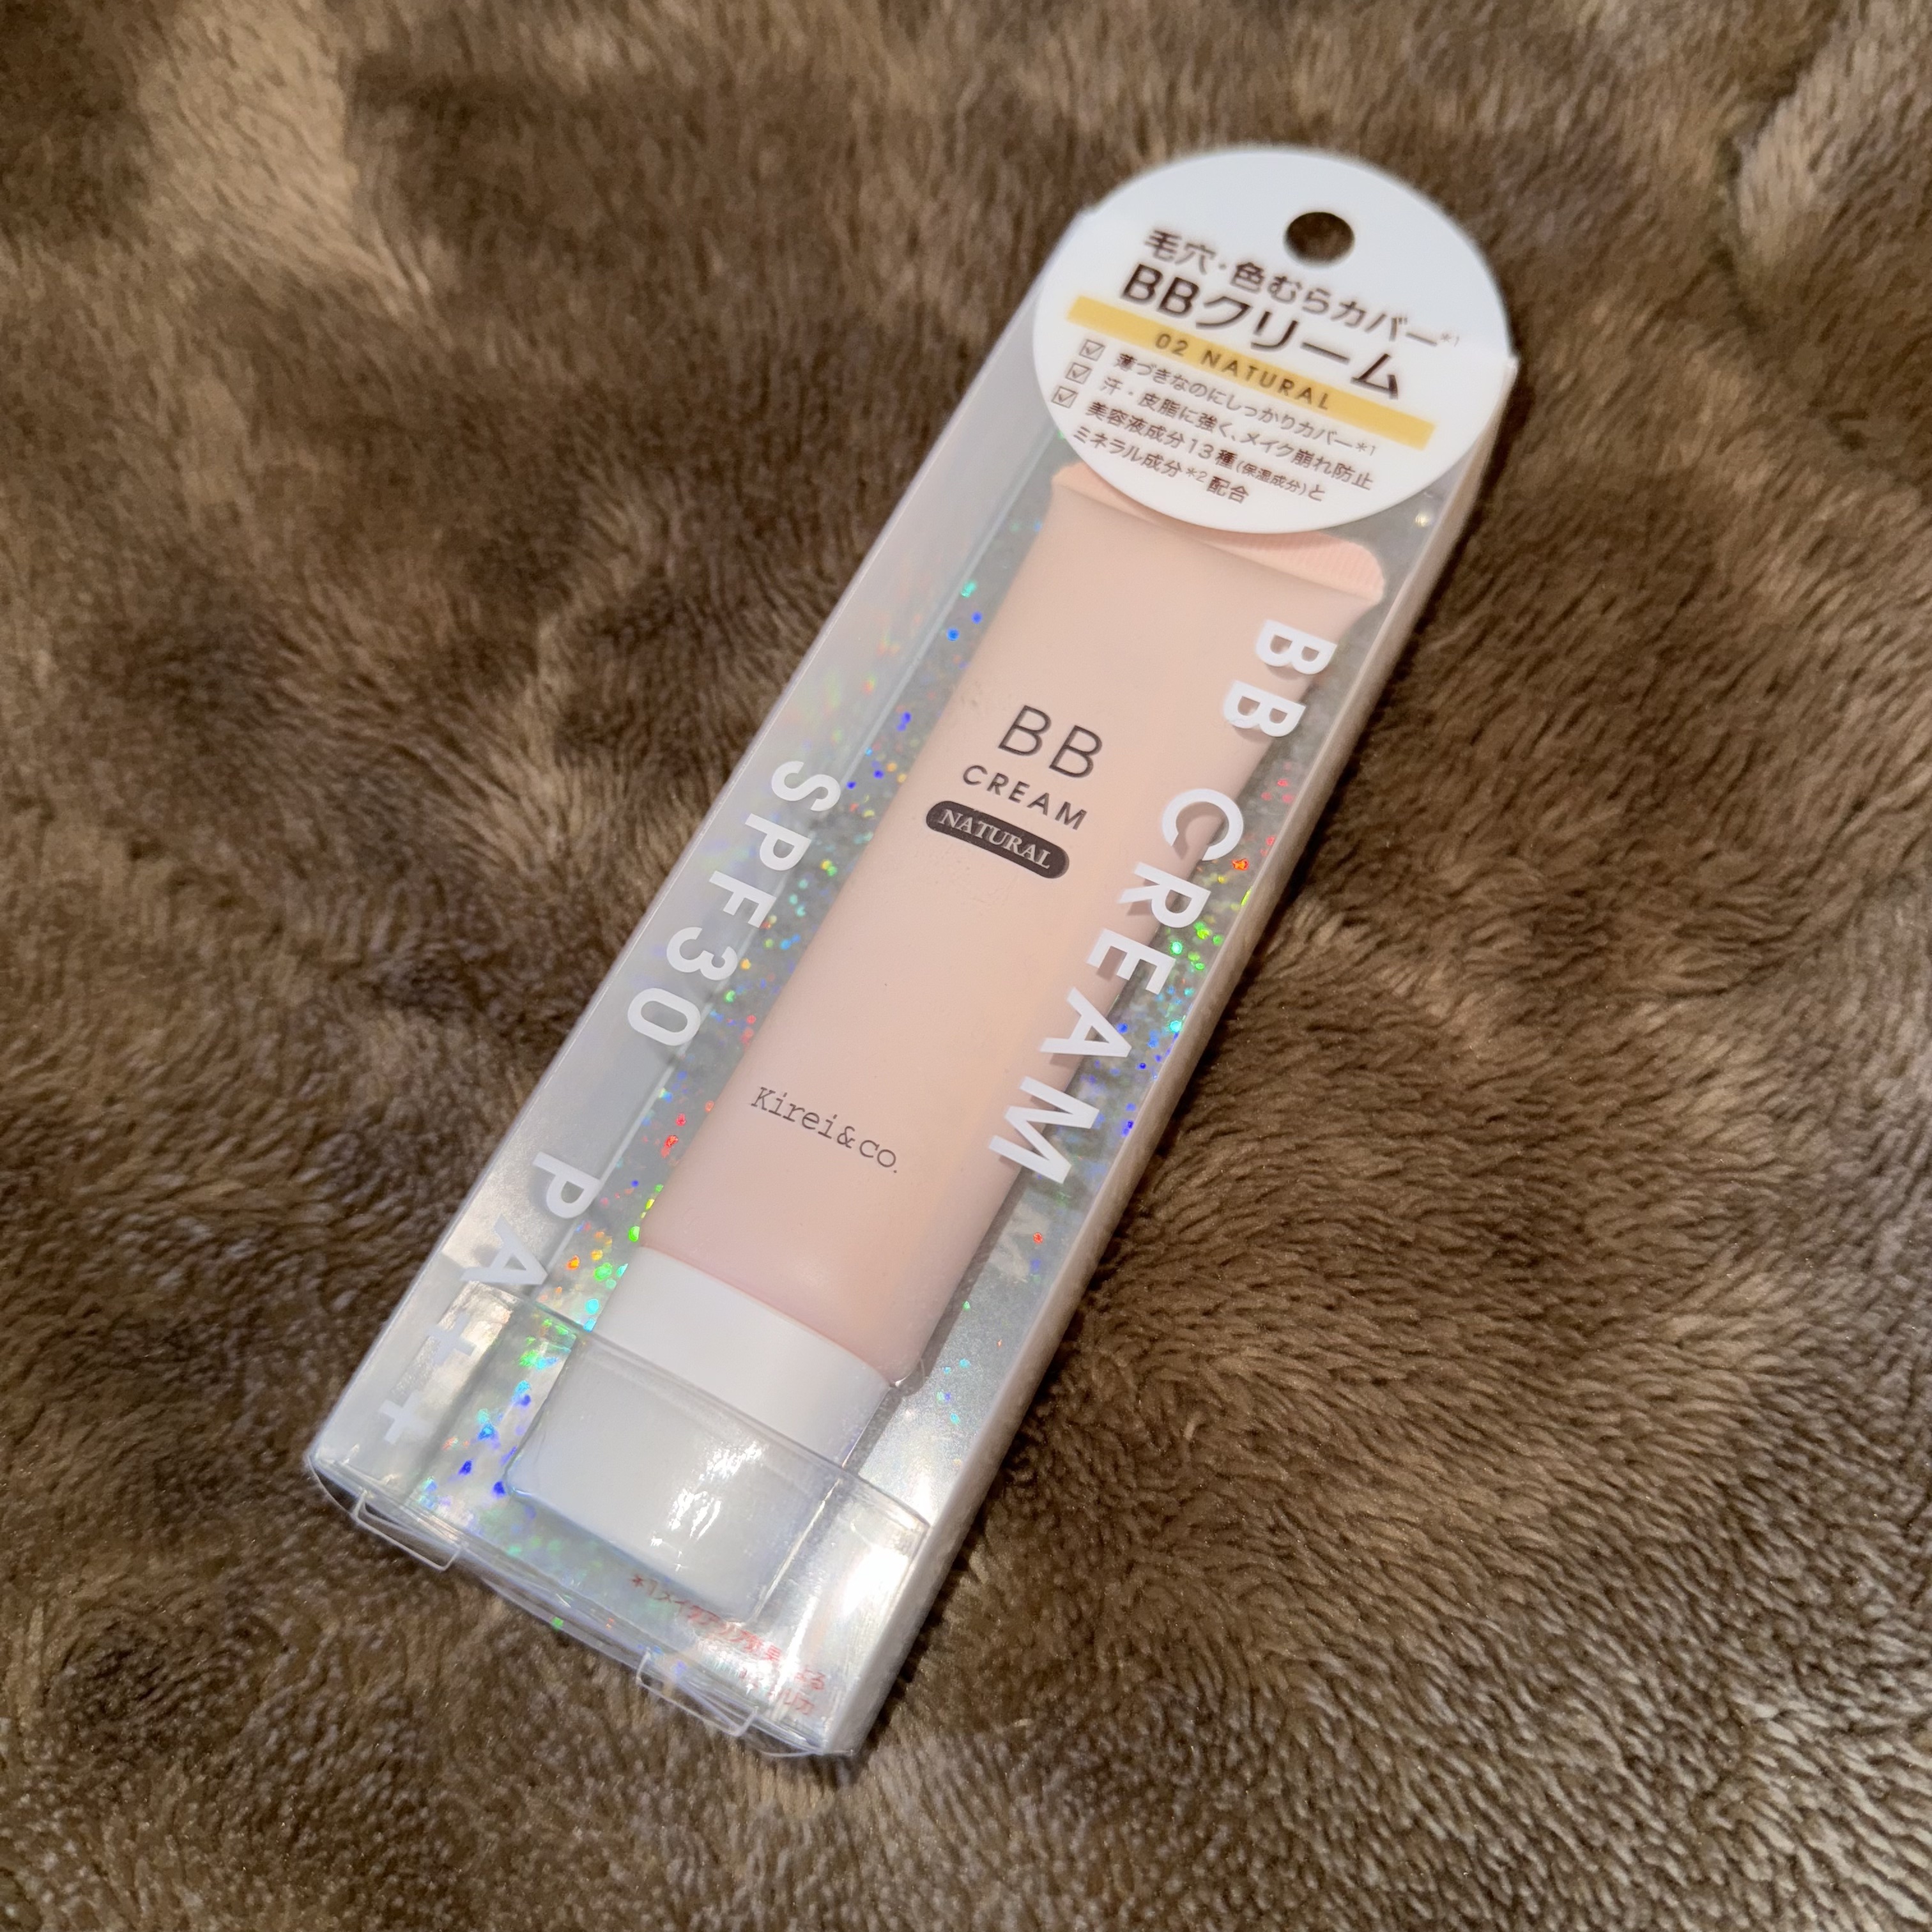 毛穴・色むらカバー*1
BBクリーム
02 NATURAL
薄づきなのにしっかりカバー*1
汗・皮脂に強く、メイク崩れ防止
美容液成分13種(保湿成分)と
ミネラル成分*2配合
BB CREAM
SPF30 PA++
BB
CREAM
NATURAL
Kirei&co.